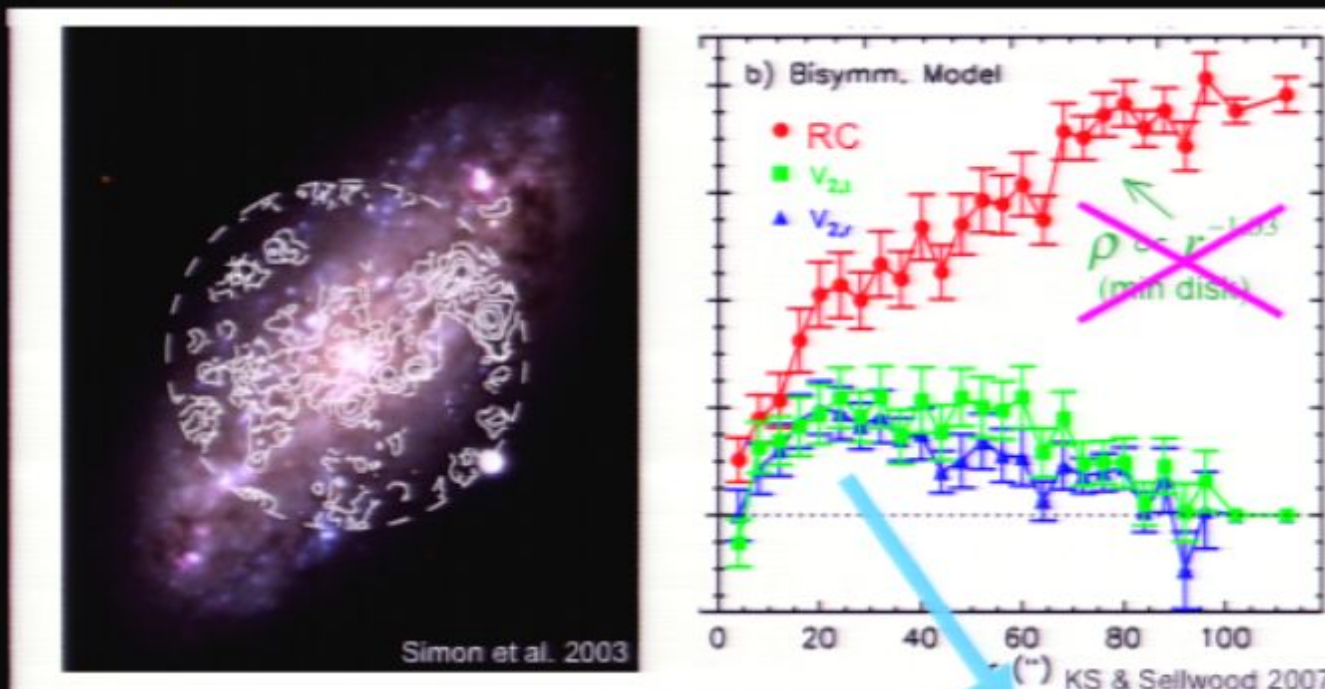 Simon et al. 2003
b) Bisymm. Model
RC
V2,t
V2,r
(min disk)
0 20 40 60 80 100
(")
KS & Sellwood 2007